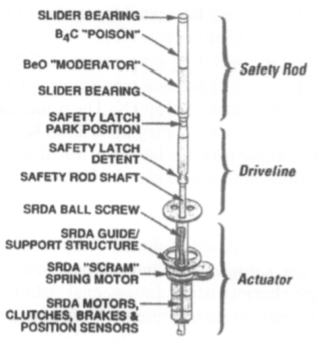 SLIDER BEARING
B4C "POISON"
BeO "MODERATOR"
SLIDER BEARING
SAFETY LATCH
PARK POSITION
SAFETY LATCH
DETENT
SAFETY ROD SHAFT
SRDA BALL SCREW
SRDA GUIDE/
SUPPORT STRUCTURE
SRDA "SCRAM"
SPRING MOTOR
SRDA MOTORS,
CLUTCHES, BRAKES &
POSITION SENSORS
Safety Rod
Driveline
Actuator